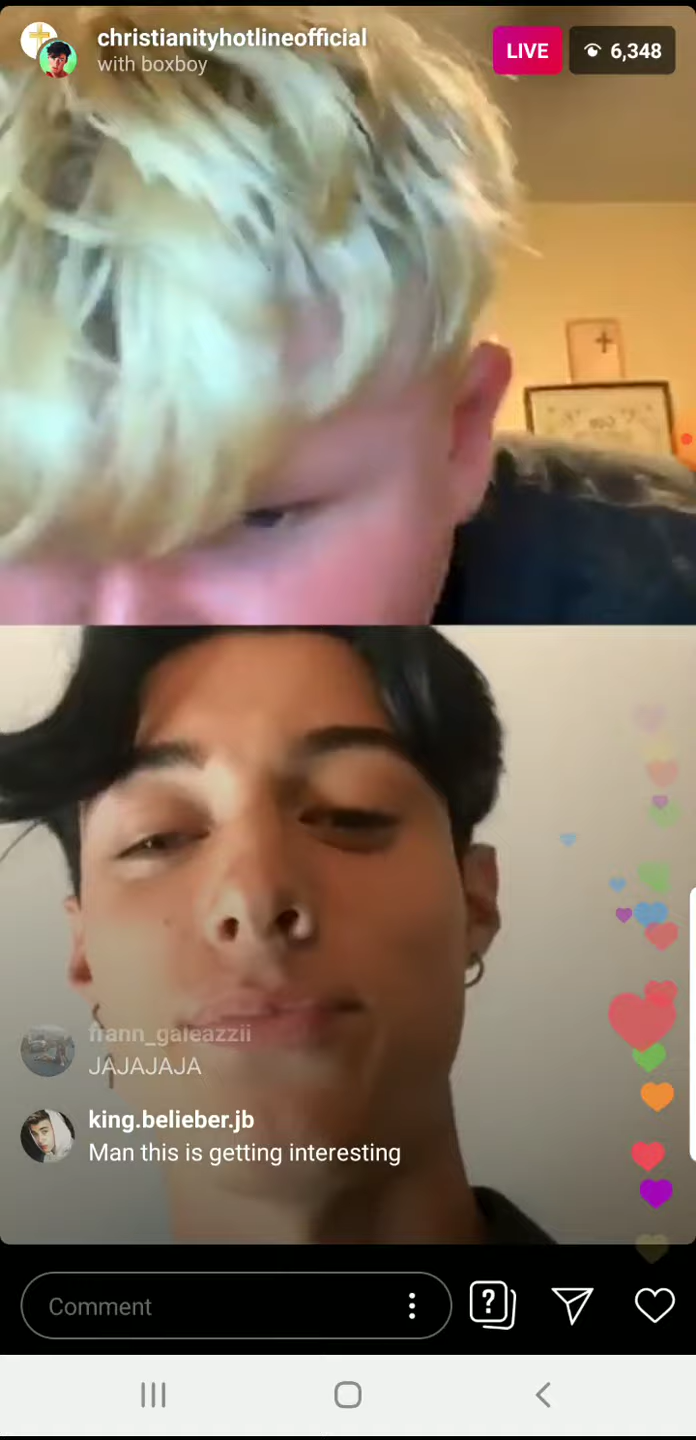 christianityhotlineofficial
with boxboy
LIVE
6,348
frann_galeazzii
JAJAJAJA
king.belieber.jb
Man this is getting interesting
Comment
?